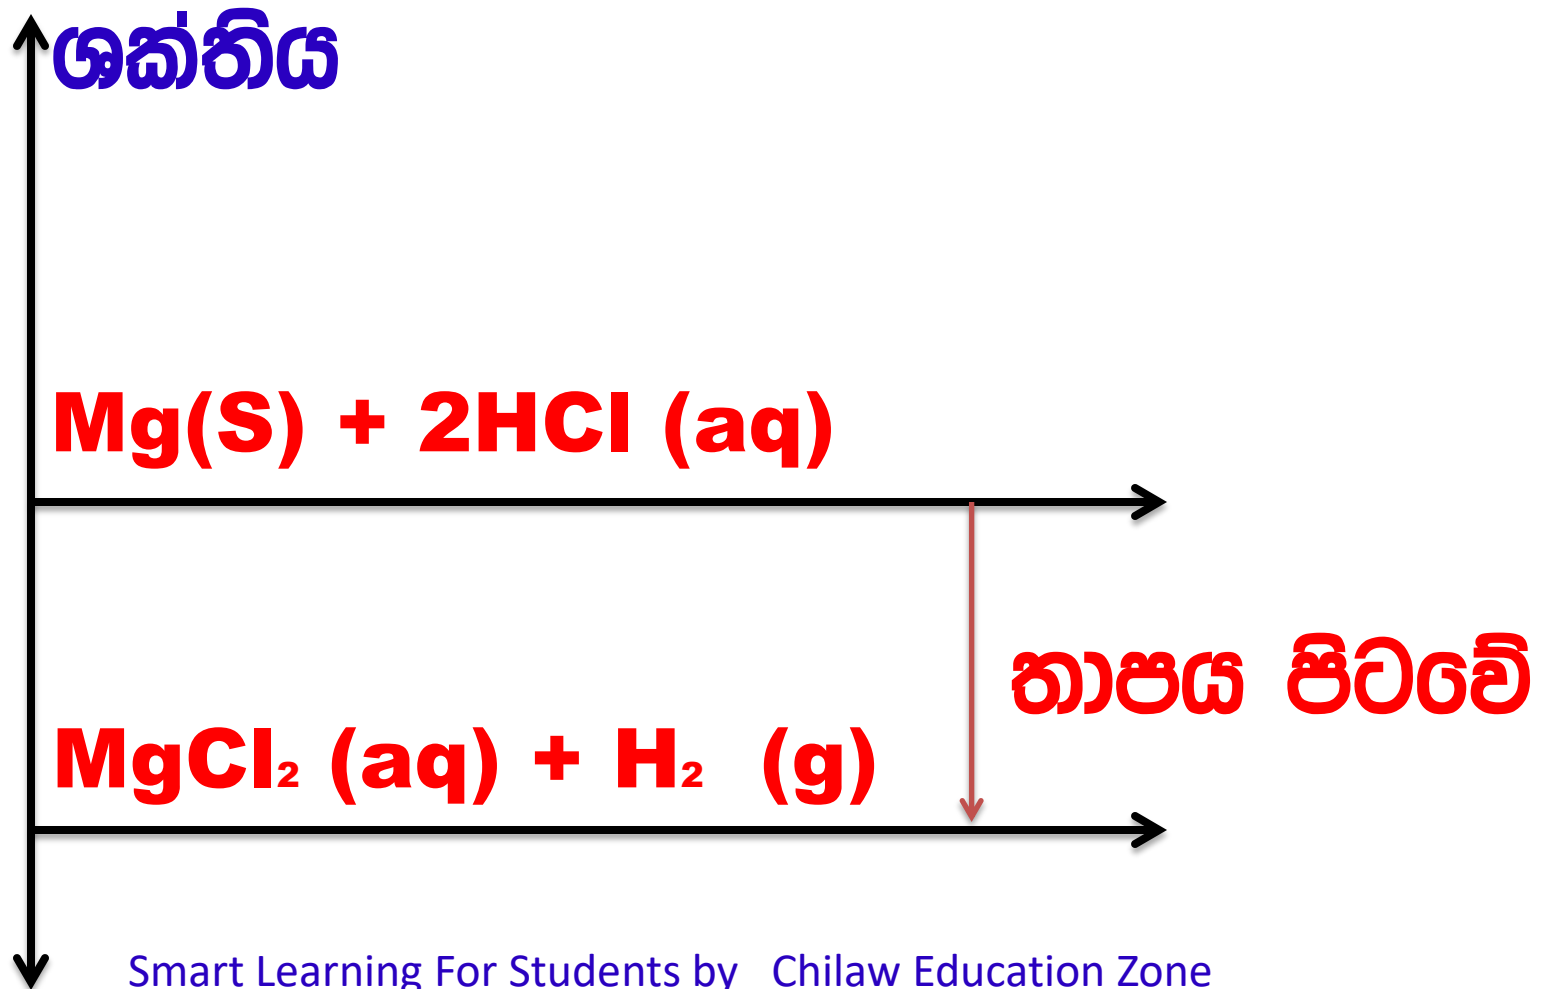 ශක්තිය
Mg(S) + 2HCl (aq)
තාපය පිටවේ
MgCl₂ (aq) + H₂ (g)
Smart Learning For Students by Chilaw Education Zone